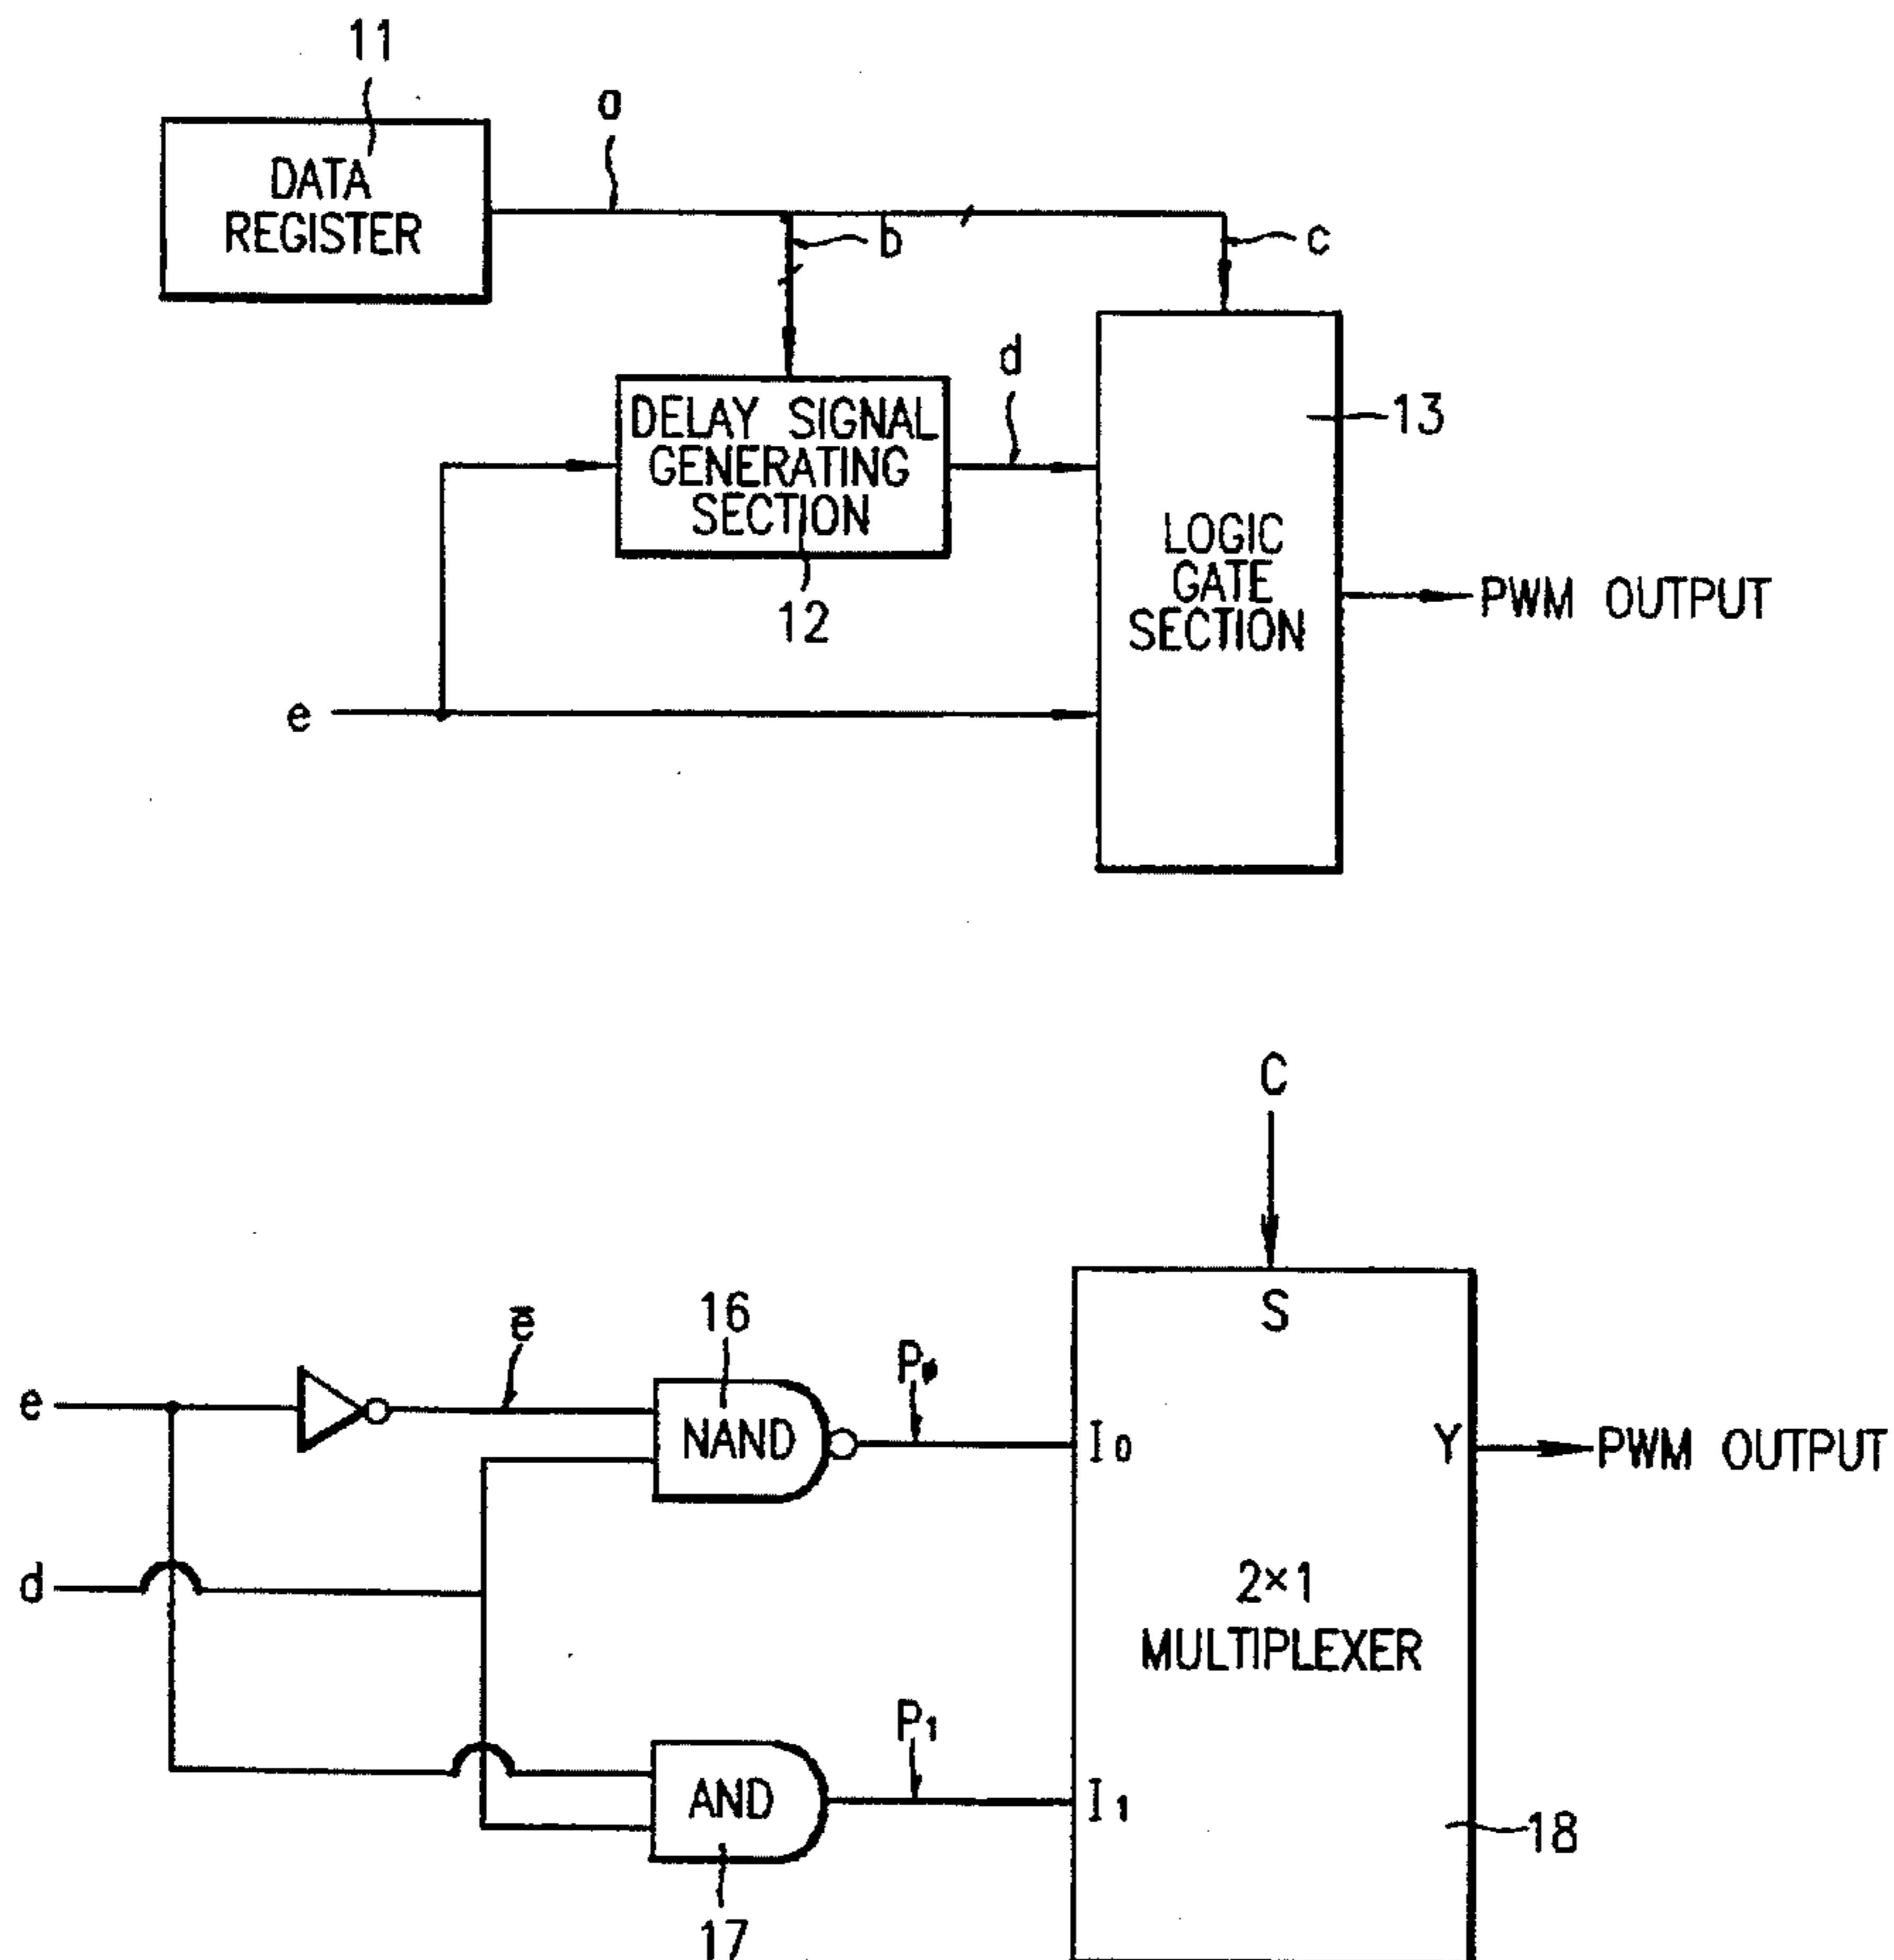 11
a
DATA
REGISTER
b
c
d
DELAY SIGNAL
GENERATING
SECTION
13
LOGIC
GATE
SECTION
PWM OUTPUT
12
e
C
S
16
e̅
P0
e
NAND
I0
Y
PWM OUTPUT
d
2×1
MULTIPLEXER
P1
AND
I1
18
17